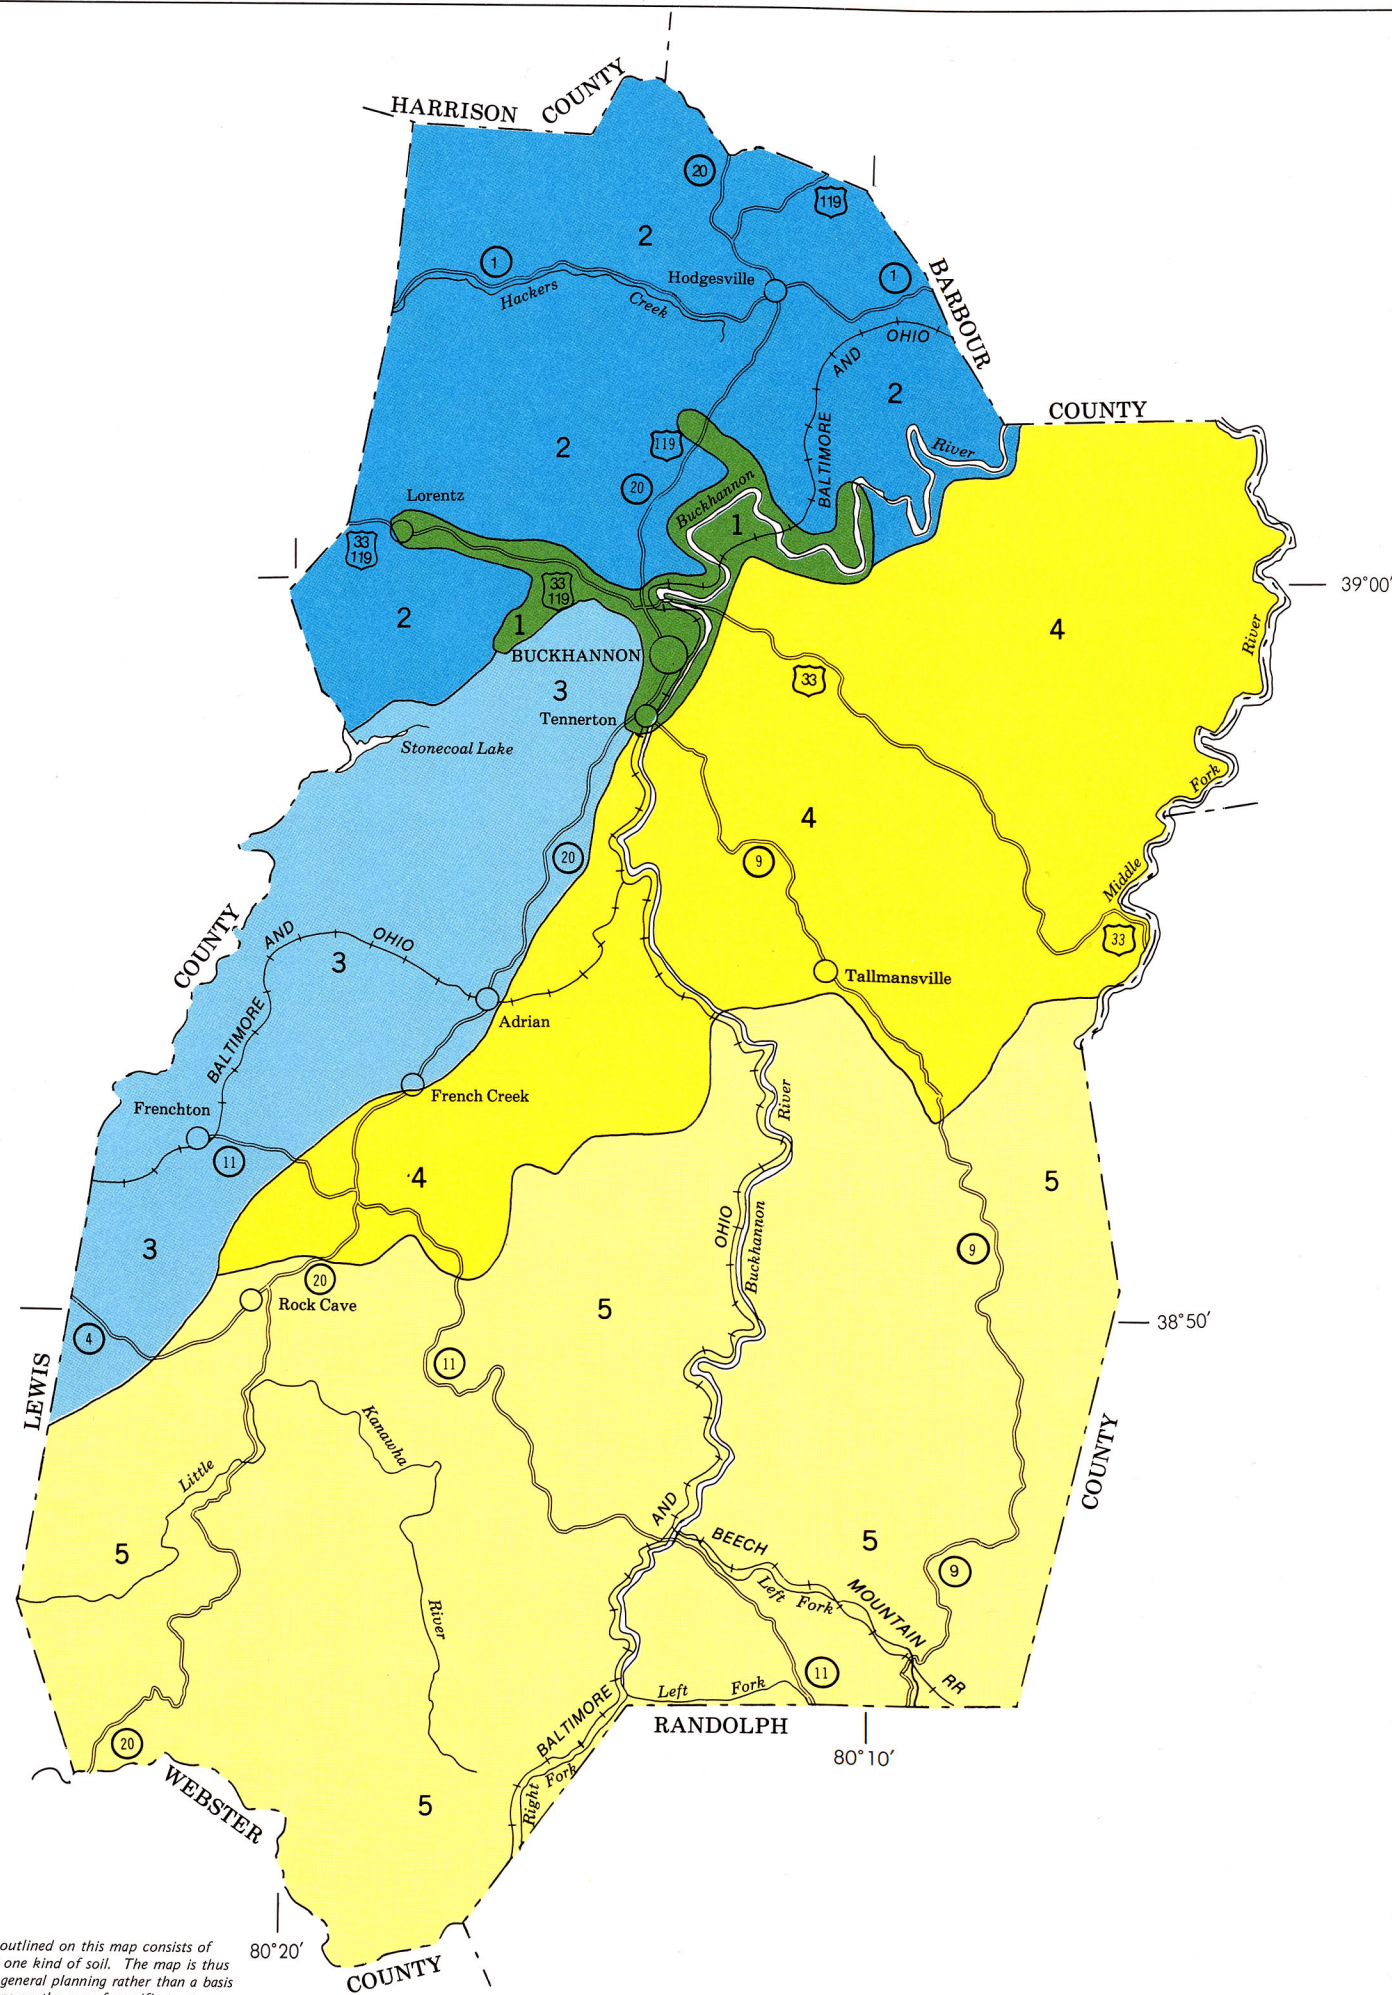 HARRISON COUNTY
20
119
2
1
Hackers Creek
Hodgesville
1
BARBOUR COUNTY
BALTIMORE AND OHIO
2
River
2
119
20
Buckhannon
1
Lorentz
33
119
33
119
39°00'
2
1
BUCKHANNON
4
River
3
33
Tennerton
Stonecoal Lake
Fork
4
20
9
Middle
COUNTY
BALTIMORE AND OHIO
3
33
Tallmansville
Adrian
French Creek
River
Frenchton
11
4
5
OHIO
Buckhannon
9
3
20
Rock Cave
5
38°50'
4
11
LEWIS
Kanawha
COUNTY
Little
AND
BEECH
5
5
Left Fork
9
MOUNTAIN
River
11
RR
Left Fork
BALTIMORE
RANDOLPH
20
80°10'
WEBSTER
Fork
5
Right
80°20'
COUNTY
outlined on this map consists of
one kind of soil. The map is thus
general planning rather than a basis